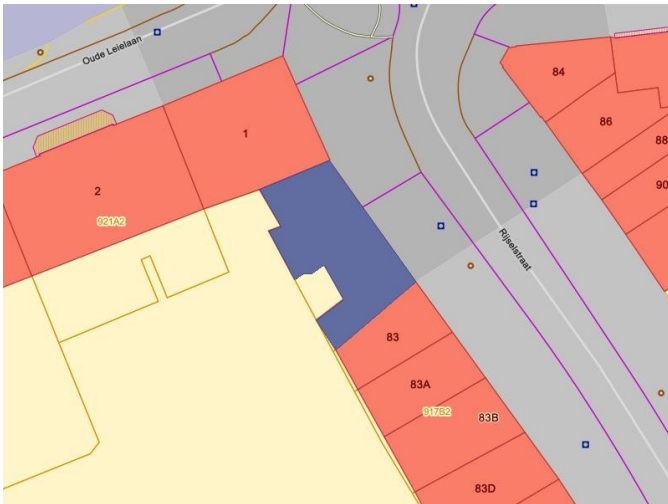 Oude Leielaan
84
86
88
90
1
2
921A2
Rijselstraat
83
83A
917B2
83B
83D